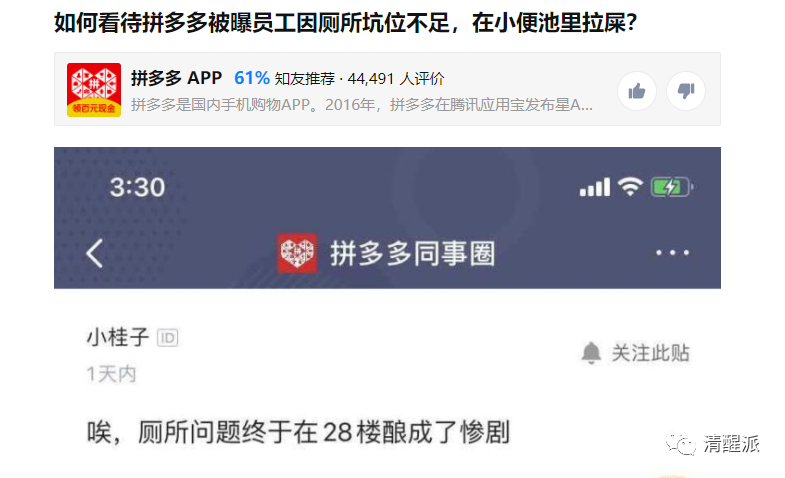 如何看待拼多多被曝员工因厕所坑位不足，在小便池里拉屎？
拼多多 APP 61% 知友推荐 · 44,491 人评价
拼多多是国内手机购物APP。2016年，拼多多在腾讯应用宝发布星A...
拼
领百元现金
3:30
拼多多同事圈
小桂子 ID
关注此贴
1天内
唉，厕所问题终于在28楼酿成了惨剧
清醒派